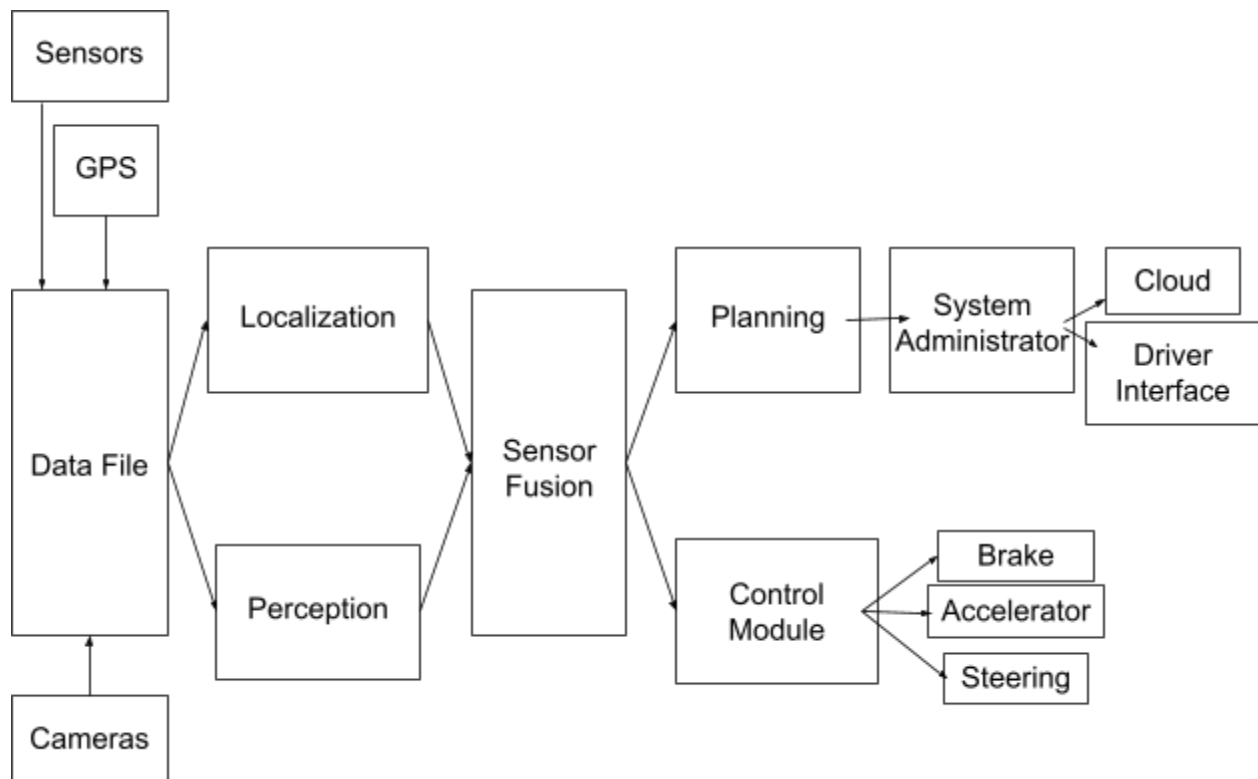 Sensors
GPS
Data File
Cameras
Localization
Perception
Sensor
Fusion
Planning
System
Administrator
Cloud
Driver
Interface
Control
Module
Brake
Accelerator
Steering